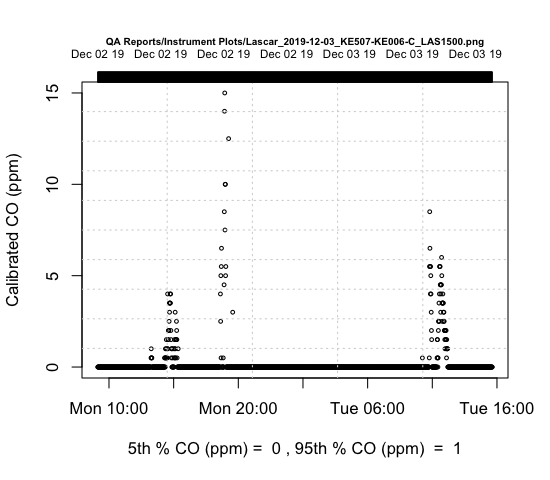 QA Reports/Instrument Plots/Lascar_2019-12-03_KE507-KE006-C_LAS1500.png
Dec 02 19 Dec 02 19 Dec 02 19 Dec 02 19 Dec 03 19 Dec 03 19 Dec 03 19
15
10
5
0
Calibrated CO (ppm)
Mon 10:00 Mon 20:00 Tue 06:00 Tue 16:00
5th % CO (ppm) = 0 , 95th % CO (ppm) = 1